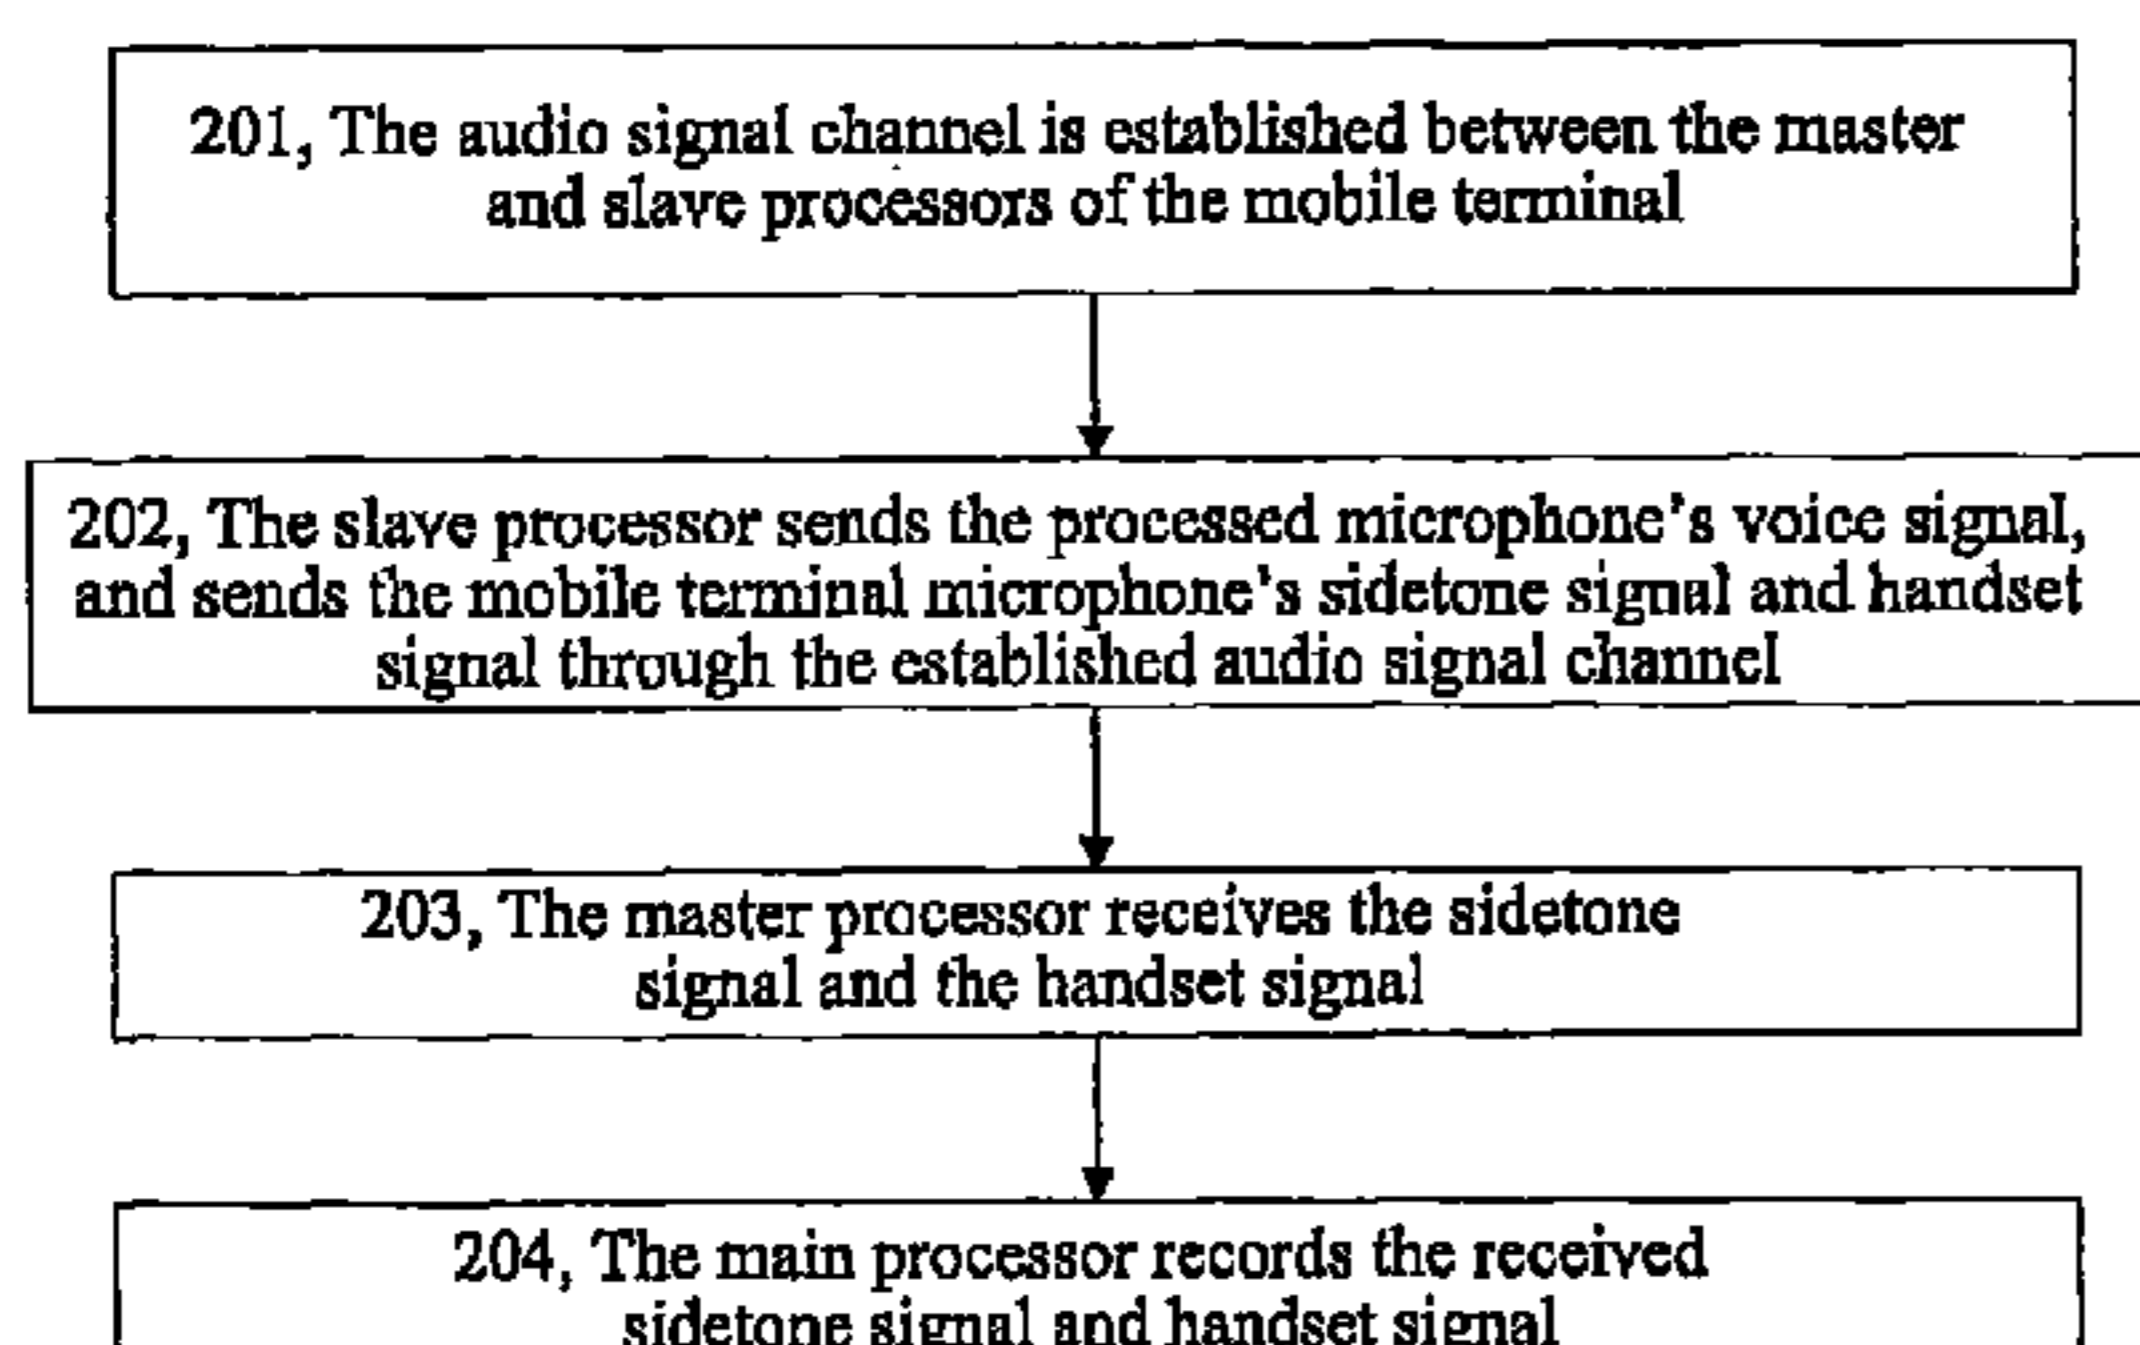 201, The audio signal channel is established between the master
and slave processors of the mobile terminal
202, The slave processor sends the processed microphone's voice signal,
and sends the mobile terminal microphone's sidetone signal and handset
signal through the established audio signal channel
203, The master processor receives the sidetone
signal and the handset signal
204, The main processor records the received
sidetone signal and handset signal